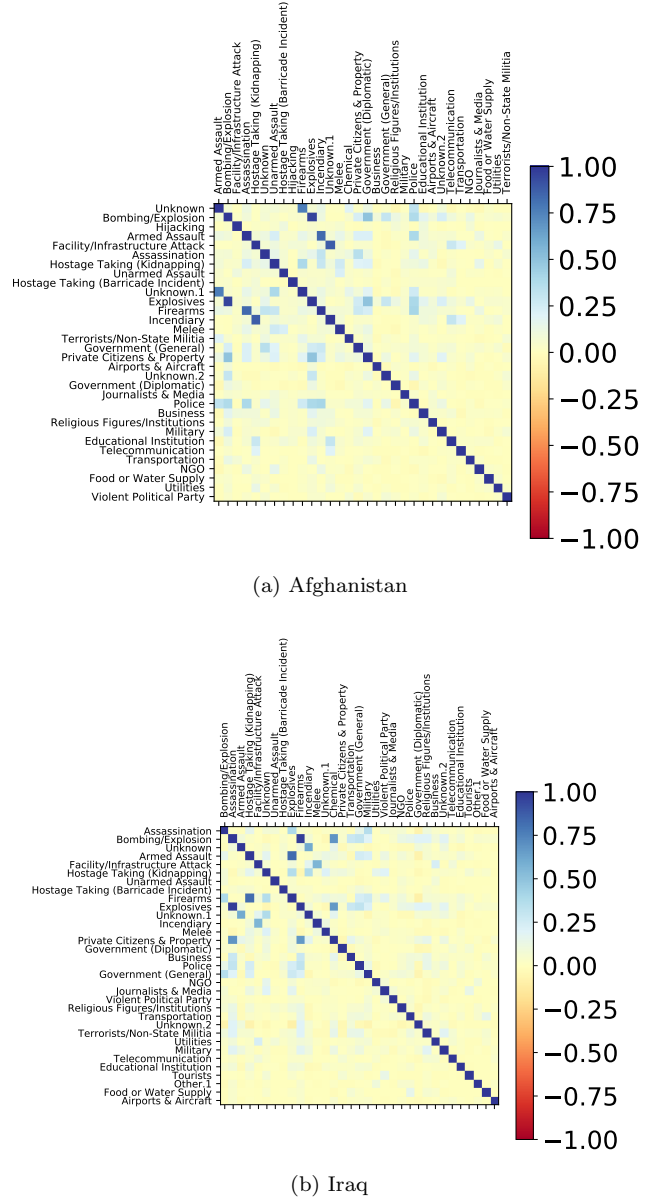 Armed Assault
Bombing/Explosion
Facility/Infrastructure Attack
Assassination
Hostage Taking (Kidnapping)
Unknown
Unarmed Assault
Hostage Taking (Barricade Incident)
Hijacking
Firearms
Explosives
Incendiary
Unknown.1
Melee
Chemical
Private Citizens & Property
Government (Diplomatic)
Business
Government (General)
Religious Figures/Institutions
Military
Police
Educational Institution
Airports & Aircraft
Unknown.2
Telecommunication
Transportation
NGO
Journalists & Media
Food or Water Supply
Utilities
Terrorists/Non-State Militia
Unknown
Bombing/Explosion
Hijacking
Armed Assault
Facility/Infrastructure Attack
Assassination
Hostage Taking (Kidnapping)
Unarmed Assault
Hostage Taking (Barricade Incident)
Unknown.1
Explosives
Firearms
Incendiary
Melee
Terrorists/Non-State Militia
Government (General)
Private Citizens & Property
Airports & Aircraft
Unknown.2
Government (Diplomatic)
Journalists & Media
Police
Business
Religious Figures/Institutions
Military
Educational Institution
Telecommunication
Transportation
NGO
Food or Water Supply
Utilities
Violent Political Party
1.00
0.75
0.50
0.25
0.00
−0.25
−0.50
−0.75
−1.00
(a) Afghanistan
Bombing/Explosion
Assassination
Armed Assault
Hostage Taking (Kidnapping)
Facility/Infrastructure Attack
Unknown
Unarmed Assault
Hostage Taking (Barricade Incident)
Explosives
Firearms
Incendiary
Melee
Unknown.1
Chemical
Private Citizens & Property
Transportation
Government (General)
Military
Utilities
Violent Political Party
Journalists & Media
NGO
Police
Government (Diplomatic)
Religious Figures/Institutions
Business
Unknown.2
Telecommunication
Educational Institution
Tourists
Other.1
Food or Water Supply
Airports & Aircraft
Assassination
Bombing/Explosion
Unknown
Armed Assault
Facility/Infrastructure Attack
Hostage Taking (Kidnapping)
Unarmed Assault
Hostage Taking (Barricade Incident)
Firearms
Explosives
Unknown.1
Incendiary
Melee
Private Citizens & Property
Government (Diplomatic)
Business
Police
Government (General)
NGO
Journalists & Media
Violent Political Party
Religious Figures/Institutions
Transportation
Unknown.2
Terrorists/Non-State Militia
Utilities
Military
Telecommunication
Educational Institution
Tourists
Other.1
Food or Water Supply
Airports & Aircraft
1.00
0.75
0.50
0.25
0.00
−0.25
−0.50
−0.75
−1.00
(b) Iraq